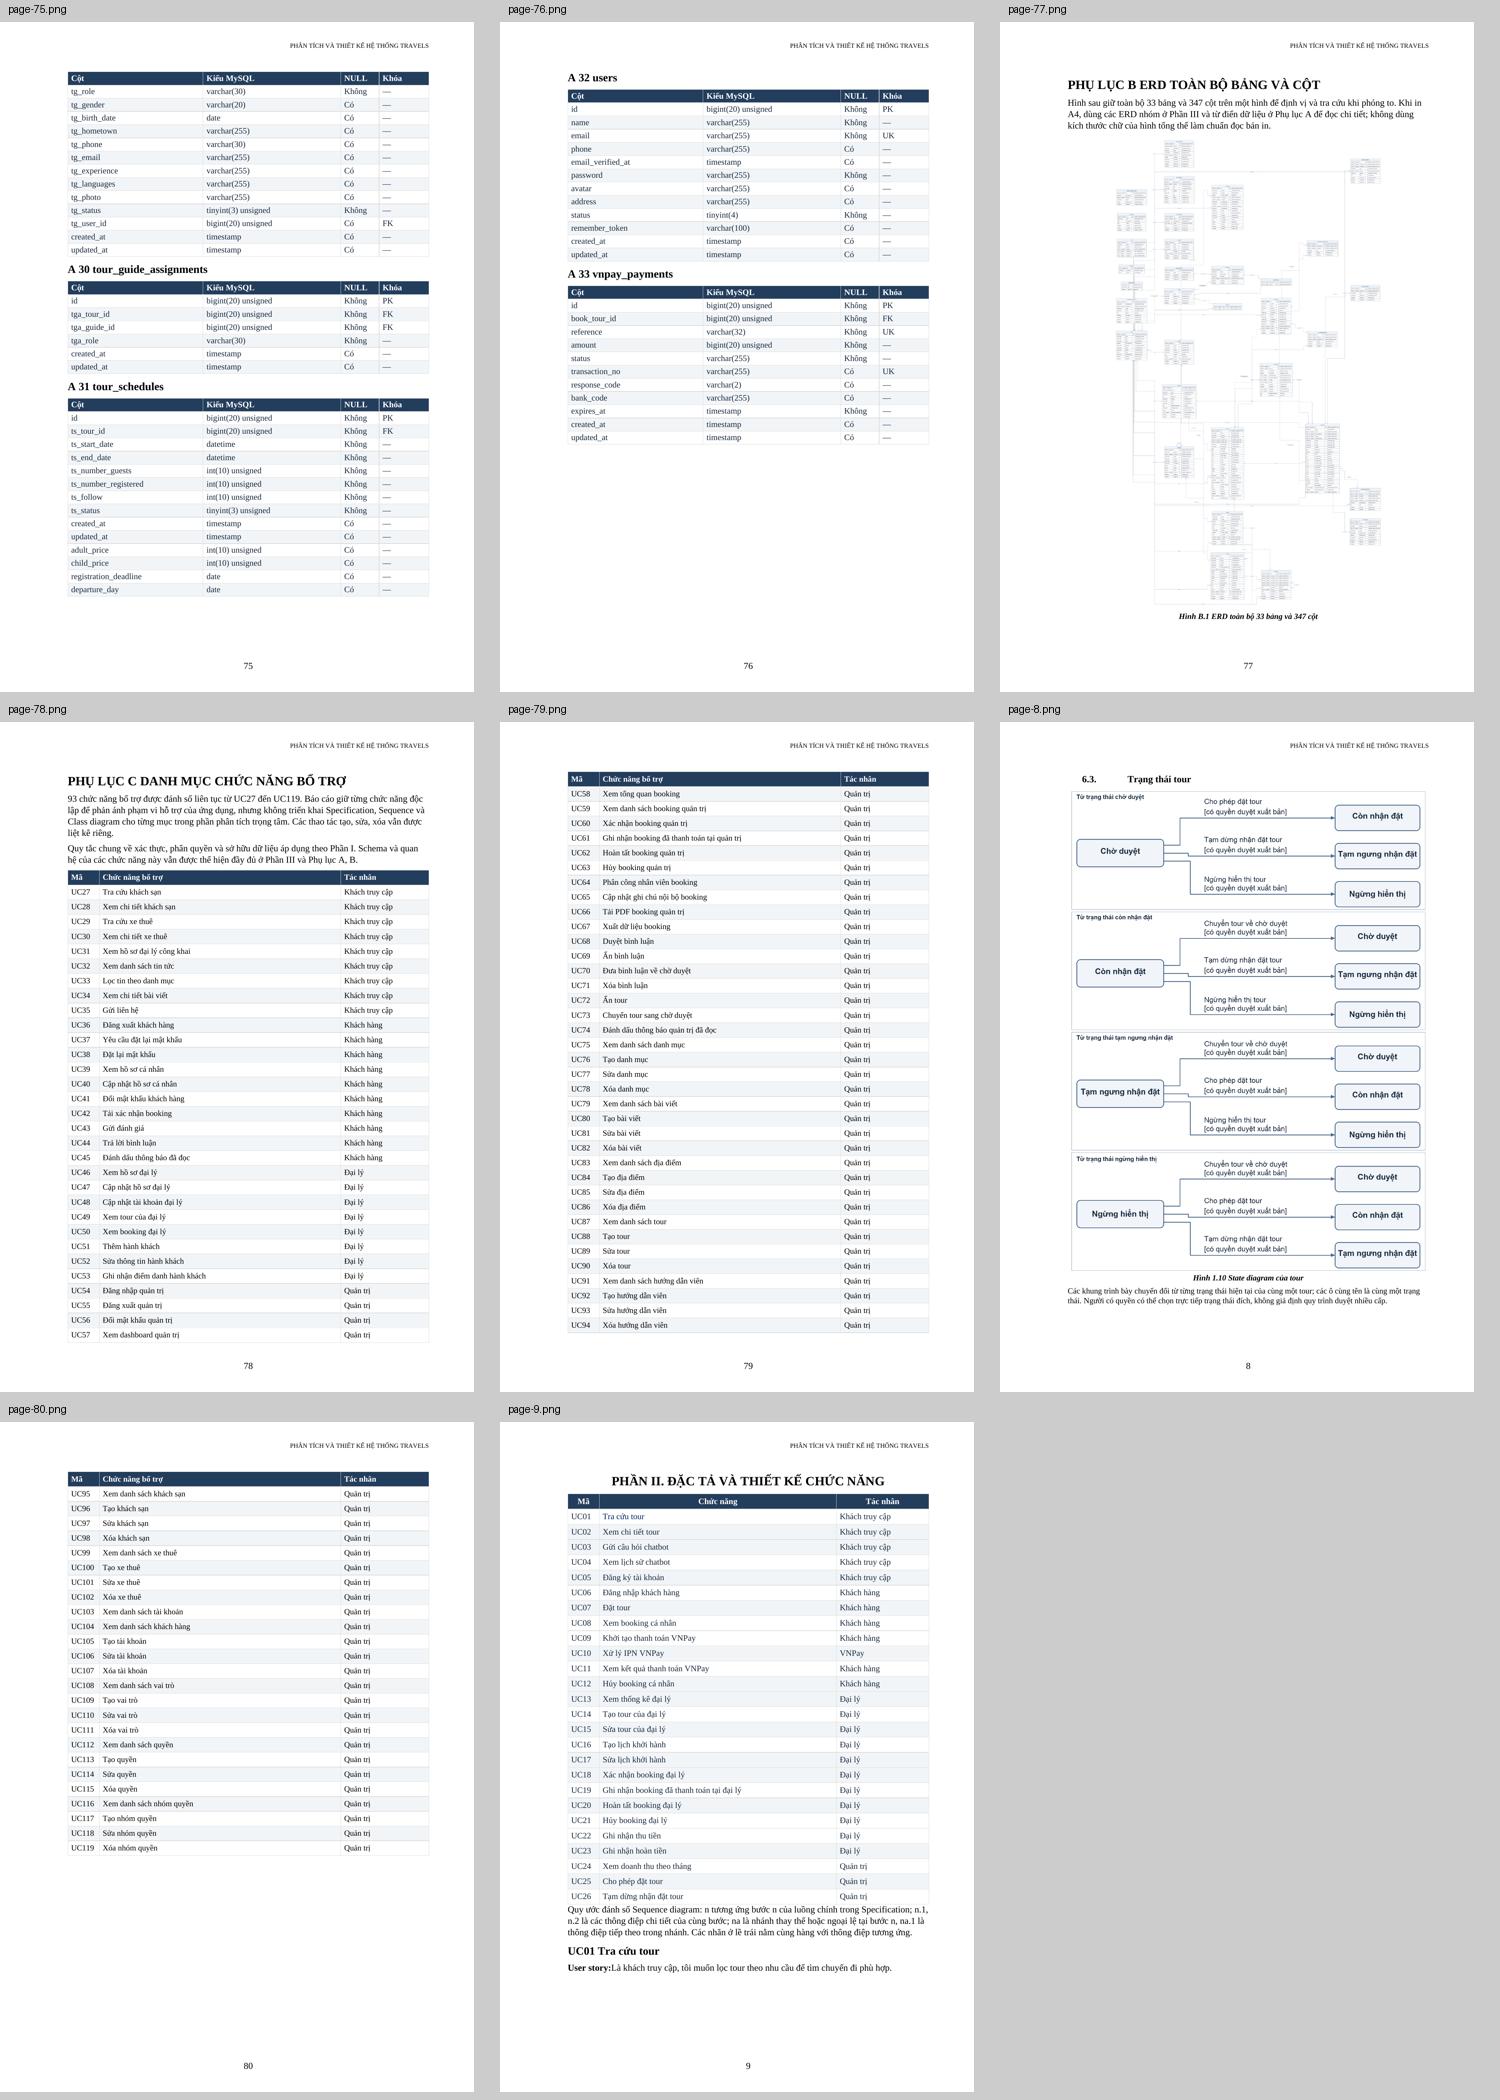 page-75.png
PHÂN TÍCH VÀ THIẾT KẾ HỆ THỐNG TRAVELS
Cột Kiểu MySQL NULL Khóa
tg_role varchar(30) Không —
tg_gender varchar(20) Có —
tg_birth_date date Có —
tg_hometown varchar(255) Có —
tg_phone varchar(30) Có —
tg_email varchar(255) Có —
tg_experience varchar(255) Có —
tg_languages varchar(255) Có —
tg_photo varchar(255) Có —
tg_status tinyint(3) unsigned Không —
tg_user_id bigint(20) unsigned Có FK
created_at timestamp Có —
updated_at timestamp Có —
A 30 tour_guide_assignments
Cột Kiểu MySQL NULL Khóa
id bigint(20) unsigned Không PK
tga_tour_id bigint(20) unsigned Không FK
tga_guide_id bigint(20) unsigned Không FK
tga_role varchar(30) Không —
created_at timestamp Có —
updated_at timestamp Có —
A 31 tour_schedules
Cột Kiểu MySQL NULL Khóa
id bigint(20) unsigned Không PK
ts_tour_id bigint(20) unsigned Không FK
ts_start_date datetime Không —
ts_end_date datetime Không —
ts_number_guests int(10) unsigned Không —
ts_number_registered int(10) unsigned Không —
ts_follow int(10) unsigned Không —
ts_status tinyint(3) unsigned Không —
created_at timestamp Có —
updated_at timestamp Có —
adult_price int(10) unsigned Có —
child_price int(10) unsigned Có —
registration_deadline date Có —
departure_day date Có —
75
page-76.png
PHÂN TÍCH VÀ THIẾT KẾ HỆ THỐNG TRAVELS
A 32 users
Cột Kiểu MySQL NULL Khóa
id bigint(20) unsigned Không PK
name varchar(255) Không —
email varchar(255) Không UK
phone varchar(255) Có —
email_verified_at timestamp Có —
password varchar(255) Không —
avatar varchar(255) Có —
address varchar(255) Có —
status tinyint(4) Không —
remember_token varchar(100) Có —
created_at timestamp Có —
updated_at timestamp Có —
A 33 vnpay_payments
Cột Kiểu MySQL NULL Khóa
id bigint(20) unsigned Không PK
book_tour_id bigint(20) unsigned Không FK
reference varchar(32) Không UK
amount bigint(20) unsigned Không —
status varchar(255) Không —
transaction_no varchar(255) Có UK
response_code varchar(2) Có —
bank_code varchar(255) Có —
expires_at timestamp Không —
created_at timestamp Có —
updated_at timestamp Có —
76
page-77.png
PHÂN TÍCH VÀ THIẾT KẾ HỆ THỐNG TRAVELS
PHỤ LỤC B ERD TOÀN BỘ BẢNG VÀ CỘT
Hình sau giữ toàn bộ 33 bảng và 347 cột trên một hình để định vị và tra cứu khi phóng to. Khi in
A4, dùng các ERD nhóm ở Phần III và từ điển dữ liệu ở Phụ lục A để đọc chi tiết; không dùng
kích thước chữ của hình tổng thể làm chuẩn đọc bản in.
Hình B.1 ERD toàn bộ 33 bảng và 347 cột
77
page-78.png
PHÂN TÍCH VÀ THIẾT KẾ HỆ THỐNG TRAVELS
PHỤ LỤC C DANH MỤC CHỨC NĂNG BỔ TRỢ
93 chức năng bổ trợ được đánh số liên tục từ UC27 đến UC119. Báo cáo giữ từng chức năng độc
lập để phản ánh phạm vi hỗ trợ của ứng dụng, nhưng không triển khai Specification, Sequence và
Class diagram cho từng mục trong phần phân tích trọng tâm. Các thao tác tạo, sửa, xóa vẫn được
liệt kê riêng.
Quy tắc chung về xác thực, phân quyền và sở hữu dữ liệu áp dụng theo Phần I. Schema và quan
hệ của các chức năng này vẫn được thể hiện đầy đủ ở Phần III và Phụ lục A, B.
Mã Chức năng bổ trợ Tác nhân
UC27 Tra cứu khách sạn Khách truy cập
UC28 Xem chi tiết khách sạn Khách truy cập
UC29 Tra cứu xe thuê Khách truy cập
UC30 Xem chi tiết xe thuê Khách truy cập
UC31 Xem hồ sơ đại lý công khai Khách truy cập
UC32 Xem danh sách tin tức Khách truy cập
UC33 Lọc tin theo danh mục Khách truy cập
UC34 Xem chi tiết bài viết Khách truy cập
UC35 Gửi liên hệ Khách truy cập
UC36 Đăng xuất khách hàng Khách hàng
UC37 Yêu cầu đặt lại mật khẩu Khách hàng
UC38 Đặt lại mật khẩu Khách hàng
UC39 Xem hồ sơ cá nhân Khách hàng
UC40 Cập nhật hồ sơ cá nhân Khách hàng
UC41 Đổi mật khẩu khách hàng Khách hàng
UC42 Tái xác nhận booking Khách hàng
UC43 Gửi đánh giá Khách hàng
UC44 Trả lời bình luận Khách hàng
UC45 Đánh dấu thông báo đã đọc Khách hàng
UC46 Xem hồ sơ đại lý Đại lý
UC47 Cập nhật hồ sơ đại lý Đại lý
UC48 Cập nhật tài khoản đại lý Đại lý
UC49 Xem tour của đại lý Đại lý
UC50 Xem booking đại lý Đại lý
UC51 Thêm hành khách Đại lý
UC52 Sửa thông tin hành khách Đại lý
UC53 Ghi nhận điểm danh hành khách Đại lý
UC54 Đăng nhập quản trị Quản trị
UC55 Đăng xuất quản trị Quản trị
UC56 Đổi mật khẩu quản trị Quản trị
UC57 Xem dashboard quản trị Quản trị
78
page-79.png
PHÂN TÍCH VÀ THIẾT KẾ HỆ THỐNG TRAVELS
Mã Chức năng bổ trợ Tác nhân
UC58 Xem tổng quan booking Quản trị
UC59 Xem danh sách booking quản trị Quản trị
UC60 Xác nhận booking quản trị Quản trị
UC61 Ghi nhận booking đã thanh toán tại quản trị Quản trị
UC62 Hoàn tất booking quản trị Quản trị
UC63 Hủy booking quản trị Quản trị
UC64 Phân công nhân viên booking Quản trị
UC65 Cập nhật ghi chú nội bộ booking Quản trị
UC66 Tải PDF booking quản trị Quản trị
UC67 Xuất dữ liệu booking Quản trị
UC68 Duyệt bình luận Quản trị
UC69 Ẩn bình luận Quản trị
UC70 Đưa bình luận về chờ duyệt Quản trị
UC71 Xóa bình luận Quản trị
UC72 Ẩn tour Quản trị
UC73 Chuyển tour sang chờ duyệt Quản trị
UC74 Đánh dấu thông báo quản trị đã đọc Quản trị
UC75 Xem danh sách danh mục Quản trị
UC76 Tạo danh mục Quản trị
UC77 Sửa danh mục Quản trị
UC78 Xóa danh mục Quản trị
UC79 Xem danh sách bài viết Quản trị
UC80 Tạo bài viết Quản trị
UC81 Sửa bài viết Quản trị
UC82 Xóa bài viết Quản trị
UC83 Xem danh sách địa điểm Quản trị
UC84 Tạo địa điểm Quản trị
UC85 Sửa địa điểm Quản trị
UC86 Xóa địa điểm Quản trị
UC87 Xem danh sách tour Quản trị
UC88 Tạo tour Quản trị
UC89 Sửa tour Quản trị
UC90 Xóa tour Quản trị
UC91 Xem danh sách hướng dẫn viên Quản trị
UC92 Tạo hướng dẫn viên Quản trị
UC93 Sửa hướng dẫn viên Quản trị
UC94 Xóa hướng dẫn viên Quản trị
79
page-8.png
PHÂN TÍCH VÀ THIẾT KẾ HỆ THỐNG TRAVELS
6.3. Trạng thái tour
Từ trạng thái chờ duyệt
Chờ duyệt
Cho phép đặt tour
[có quyền duyệt xuất bản]
Còn nhận đặt
Tạm dừng nhận đặt tour
[có quyền duyệt xuất bản]
Tạm ngưng nhận đặt
Ngừng hiển thị tour
[có quyền duyệt xuất bản]
Ngừng hiển thị
Từ trạng thái còn nhận đặt
Còn nhận đặt
Chuyển tour về chờ duyệt
[có quyền duyệt xuất bản]
Chờ duyệt
Tạm dừng nhận đặt tour
[có quyền duyệt xuất bản]
Tạm ngưng nhận đặt
Ngừng hiển thị tour
[có quyền duyệt xuất bản]
Ngừng hiển thị
Từ trạng thái tạm ngưng nhận đặt
Tạm ngưng nhận đặt
Chuyển tour về chờ duyệt
[có quyền duyệt xuất bản]
Chờ duyệt
Cho phép đặt tour
[có quyền duyệt xuất bản]
Còn nhận đặt
Ngừng hiển thị tour
[có quyền duyệt xuất bản]
Ngừng hiển thị
Từ trạng thái ngừng hiển thị
Ngừng hiển thị
Chuyển tour về chờ duyệt
[có quyền duyệt xuất bản]
Chờ duyệt
Cho phép đặt tour
[có quyền duyệt xuất bản]
Còn nhận đặt
Tạm dừng nhận đặt tour
[có quyền duyệt xuất bản]
Tạm ngưng nhận đặt
Hình 1.10 State diagram của tour
Các khung trình bày chuyển đổi từ từng trạng thái hiện tại của cùng một tour; các ô cùng tên là cùng một trạng
thái. Người có quyền có thể chọn trực tiếp trạng thái đích, không giả định quy trình duyệt nhiều cấp.
8
page-80.png
PHÂN TÍCH VÀ THIẾT KẾ HỆ THỐNG TRAVELS
Mã Chức năng bổ trợ Tác nhân
UC95 Xem danh sách khách sạn Quản trị
UC96 Tạo khách sạn Quản trị
UC97 Sửa khách sạn Quản trị
UC98 Xóa khách sạn Quản trị
UC99 Xem danh sách xe thuê Quản trị
UC100 Tạo xe thuê Quản trị
UC101 Sửa xe thuê Quản trị
UC102 Xóa xe thuê Quản trị
UC103 Xem danh sách tài khoản Quản trị
UC104 Xem danh sách khách hàng Quản trị
UC105 Tạo tài khoản Quản trị
UC106 Sửa tài khoản Quản trị
UC107 Xóa tài khoản Quản trị
UC108 Xem danh sách vai trò Quản trị
UC109 Tạo vai trò Quản trị
UC110 Sửa vai trò Quản trị
UC111 Xóa vai trò Quản trị
UC112 Xem danh sách quyền Quản trị
UC113 Tạo quyền Quản trị
UC114 Sửa quyền Quản trị
UC115 Xóa quyền Quản trị
UC116 Xem danh sách nhóm quyền Quản trị
UC117 Tạo nhóm quyền Quản trị
UC118 Sửa nhóm quyền Quản trị
UC119 Xóa nhóm quyền Quản trị
80
page-9.png
PHÂN TÍCH VÀ THIẾT KẾ HỆ THỐNG TRAVELS
PHẦN II. ĐẶC TẢ VÀ THIẾT KẾ CHỨC NĂNG
Mã Chức năng Tác nhân
UC01 Tra cứu tour Khách truy cập
UC02 Xem chi tiết tour Khách truy cập
UC03 Gửi câu hỏi chatbot Khách truy cập
UC04 Xem lịch sử chatbot Khách truy cập
UC05 Đăng ký tài khoản Khách truy cập
UC06 Đăng nhập khách hàng Khách hàng
UC07 Đặt tour Khách hàng
UC08 Xem booking cá nhân Khách hàng
UC09 Khởi tạo thanh toán VNPay Khách hàng
UC10 Xử lý IPN VNPay VNPay
UC11 Xem kết quả thanh toán VNPay Khách hàng
UC12 Hủy booking cá nhân Khách hàng
UC13 Xem thống kê đại lý Đại lý
UC14 Tạo tour của đại lý Đại lý
UC15 Sửa tour của đại lý Đại lý
UC16 Tạo lịch khởi hành Đại lý
UC17 Sửa lịch khởi hành Đại lý
UC18 Xác nhận booking đại lý Đại lý
UC19 Ghi nhận booking đã thanh toán tại đại lý Đại lý
UC20 Hoàn tất booking đại lý Đại lý
UC21 Hủy booking đại lý Đại lý
UC22 Ghi nhận thu tiền Đại lý
UC23 Ghi nhận hoàn tiền Đại lý
UC24 Xem doanh thu theo tháng Quản trị
UC25 Cho phép đặt tour Quản trị
UC26 Tạm dừng nhận đặt tour Quản trị
Quy ước đánh số Sequence diagram: n tương ứng bước n của luồng chính trong Specification; n.1,
n.2 là các thông điệp chi tiết của cùng bước; na là nhánh thay thế hoặc ngoại lệ tại bước n, na.1 là
thông điệp tiếp theo trong nhánh. Các nhãn ở lề trái nằm cùng hàng với thông điệp tương ứng.
UC01 Tra cứu tour
User story:Là khách truy cập, tôi muốn lọc tour theo nhu cầu để tìm chuyến đi phù hợp.
9